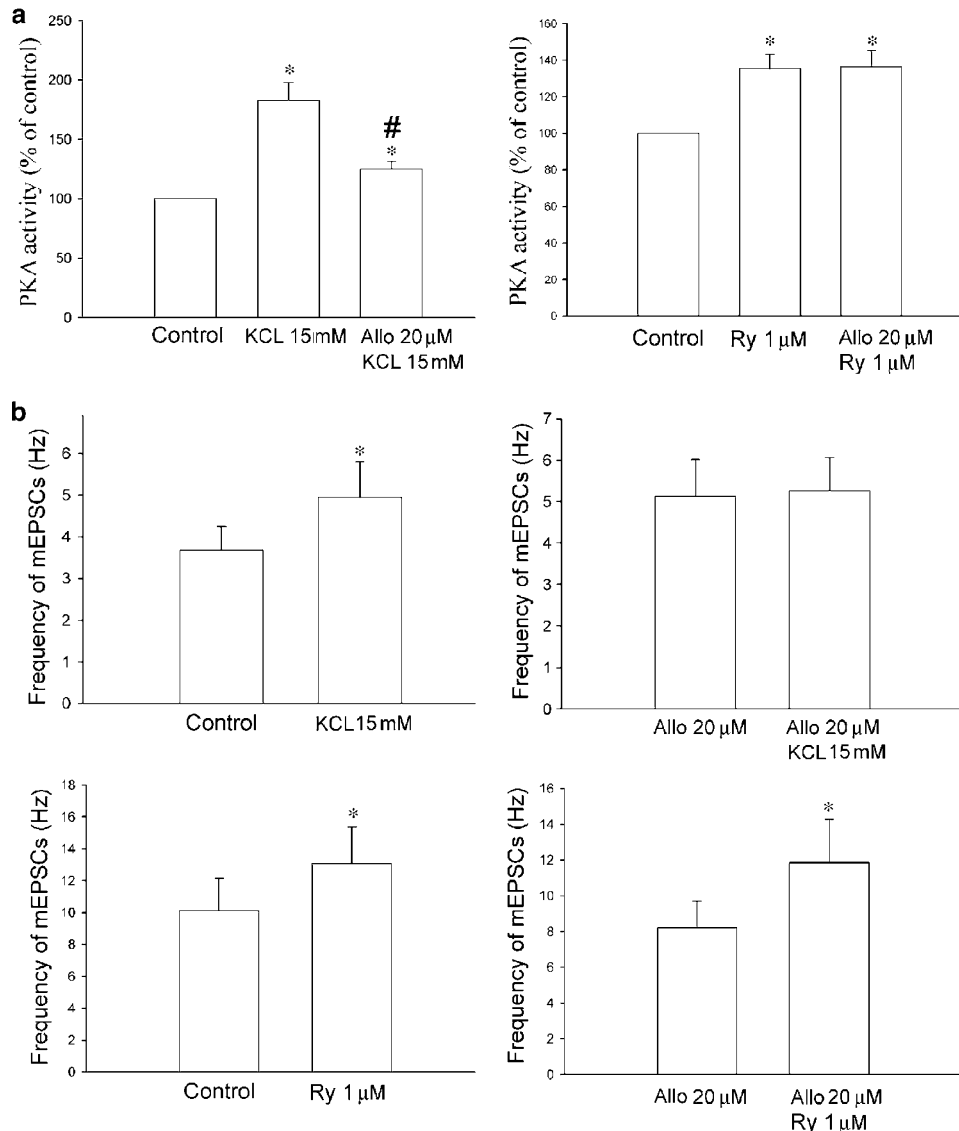 a
PKA activity (% of control)
250
200
150
100
50
0
*
#
*
Control
KCL 15mM
Allo 20 µM
KCL 15mM
PKA activity (% of control)
160
140
120
100
80
60
40
20
0
*
*
Control
Ry 1 µM
Allo 20 µM
Ry 1 µM
b
Frequency of mEPSCs (Hz)
6
5
4
3
2
1
0
*
Control
KCL15mM
Frequency of mEPSCs (Hz)
7
6
5
4
3
2
1
0
Allo 20 µM
Allo 20 µM
KCL15mM
Frequency of mEPSCs (Hz)
18
16
14
12
10
8
6
4
2
0
*
Control
Ry 1 µM
Frequency of mEPSCs (Hz)
16
14
12
10
8
6
4
2
0
*
Allo 20 µM
Allo 20 µM
Ry 1µM